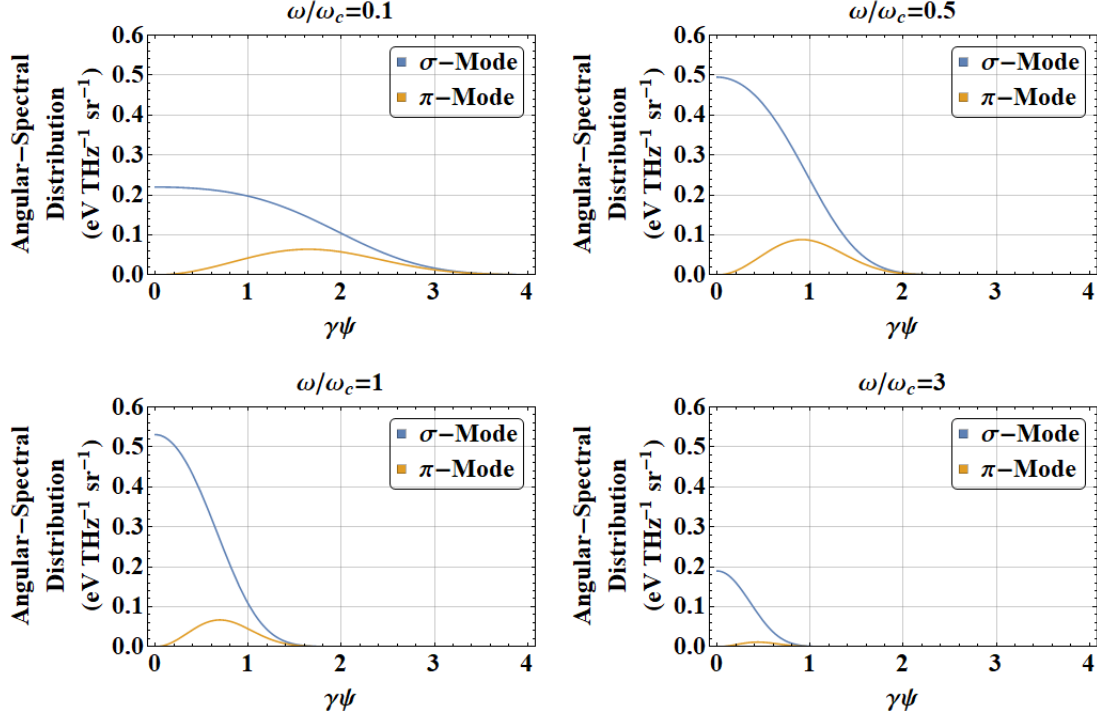 ω/ω_c=0.1
Angular−Spectral
Distribution
(eV THz⁻¹ sr⁻¹)
0.6
0.5
0.4
0.3
0.2
0.1
0.0
σ−Mode
π−Mode
0 1 2 3 4
γψ
ω/ω_c=0.5
Angular−Spectral
Distribution
(eV THz⁻¹ sr⁻¹)
0.6
0.5
0.4
0.3
0.2
0.1
0.0
σ−Mode
π−Mode
0 1 2 3 4
γψ
ω/ω_c=1
Angular−Spectral
Distribution
(eV THz⁻¹ sr⁻¹)
0.6
0.5
0.4
0.3
0.2
0.1
0.0
σ−Mode
π−Mode
0 1 2 3 4
γψ
ω/ω_c=3
Angular−Spectral
Distribution
(eV THz⁻¹ sr⁻¹)
0.6
0.5
0.4
0.3
0.2
0.1
0.0
σ−Mode
π−Mode
0 1 2 3 4
γψ